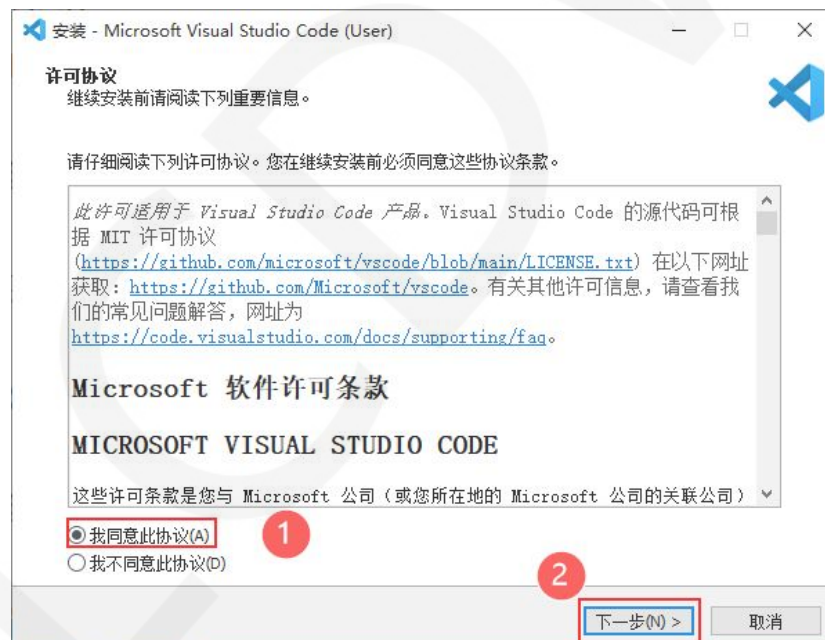 安装 - Microsoft Visual Studio Code (User)
许可协议
继续安装前请阅读下列重要信息。
请仔细阅读下列许可协议。您在继续安装前必须同意这些协议条款。
此许可适用于 Visual Studio Code 产品。Visual Studio Code 的源代码可根
据 MIT 许可协议
(https://github.com/microsoft/vscode/blob/main/LICENSE.txt) 在以下网址
获取：https://github.com/Microsoft/vscode。有关其他许可信息，请查看我
们的常见问题解答，网址为
https://code.visualstudio.com/docs/supporting/faq。
Microsoft 软件许可条款
MICROSOFT VISUAL STUDIO CODE
这些许可条款是您与 Microsoft 公司（或您所在地的 Microsoft 公司的关联公司）
我同意此协议(A)
1
我不同意此协议(D)
2
下一步(N) >
取消